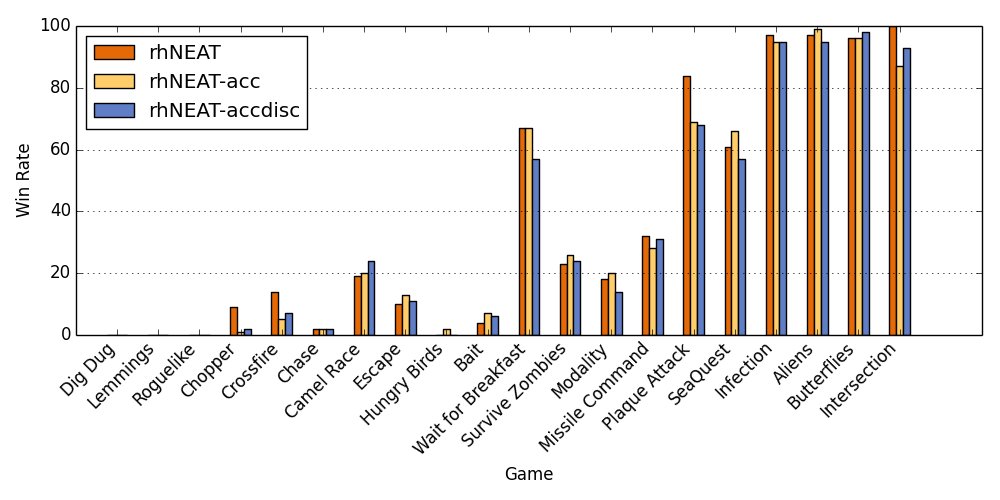 100
80
60
40
20
0
Win Rate
rhNEAT
rhNEAT-acc
rhNEAT-accdisc
Dig Dug
Lemmings
Roguelike
Chopper
Crossfire
Chase
Camel Race
Escape
Hungry Birds
Bait
Wait for Breakfast
Survive Zombies
Modality
Missile Command
Plaque Attack
SeaQuest
Infection
Aliens
Butterflies
Intersection
Game